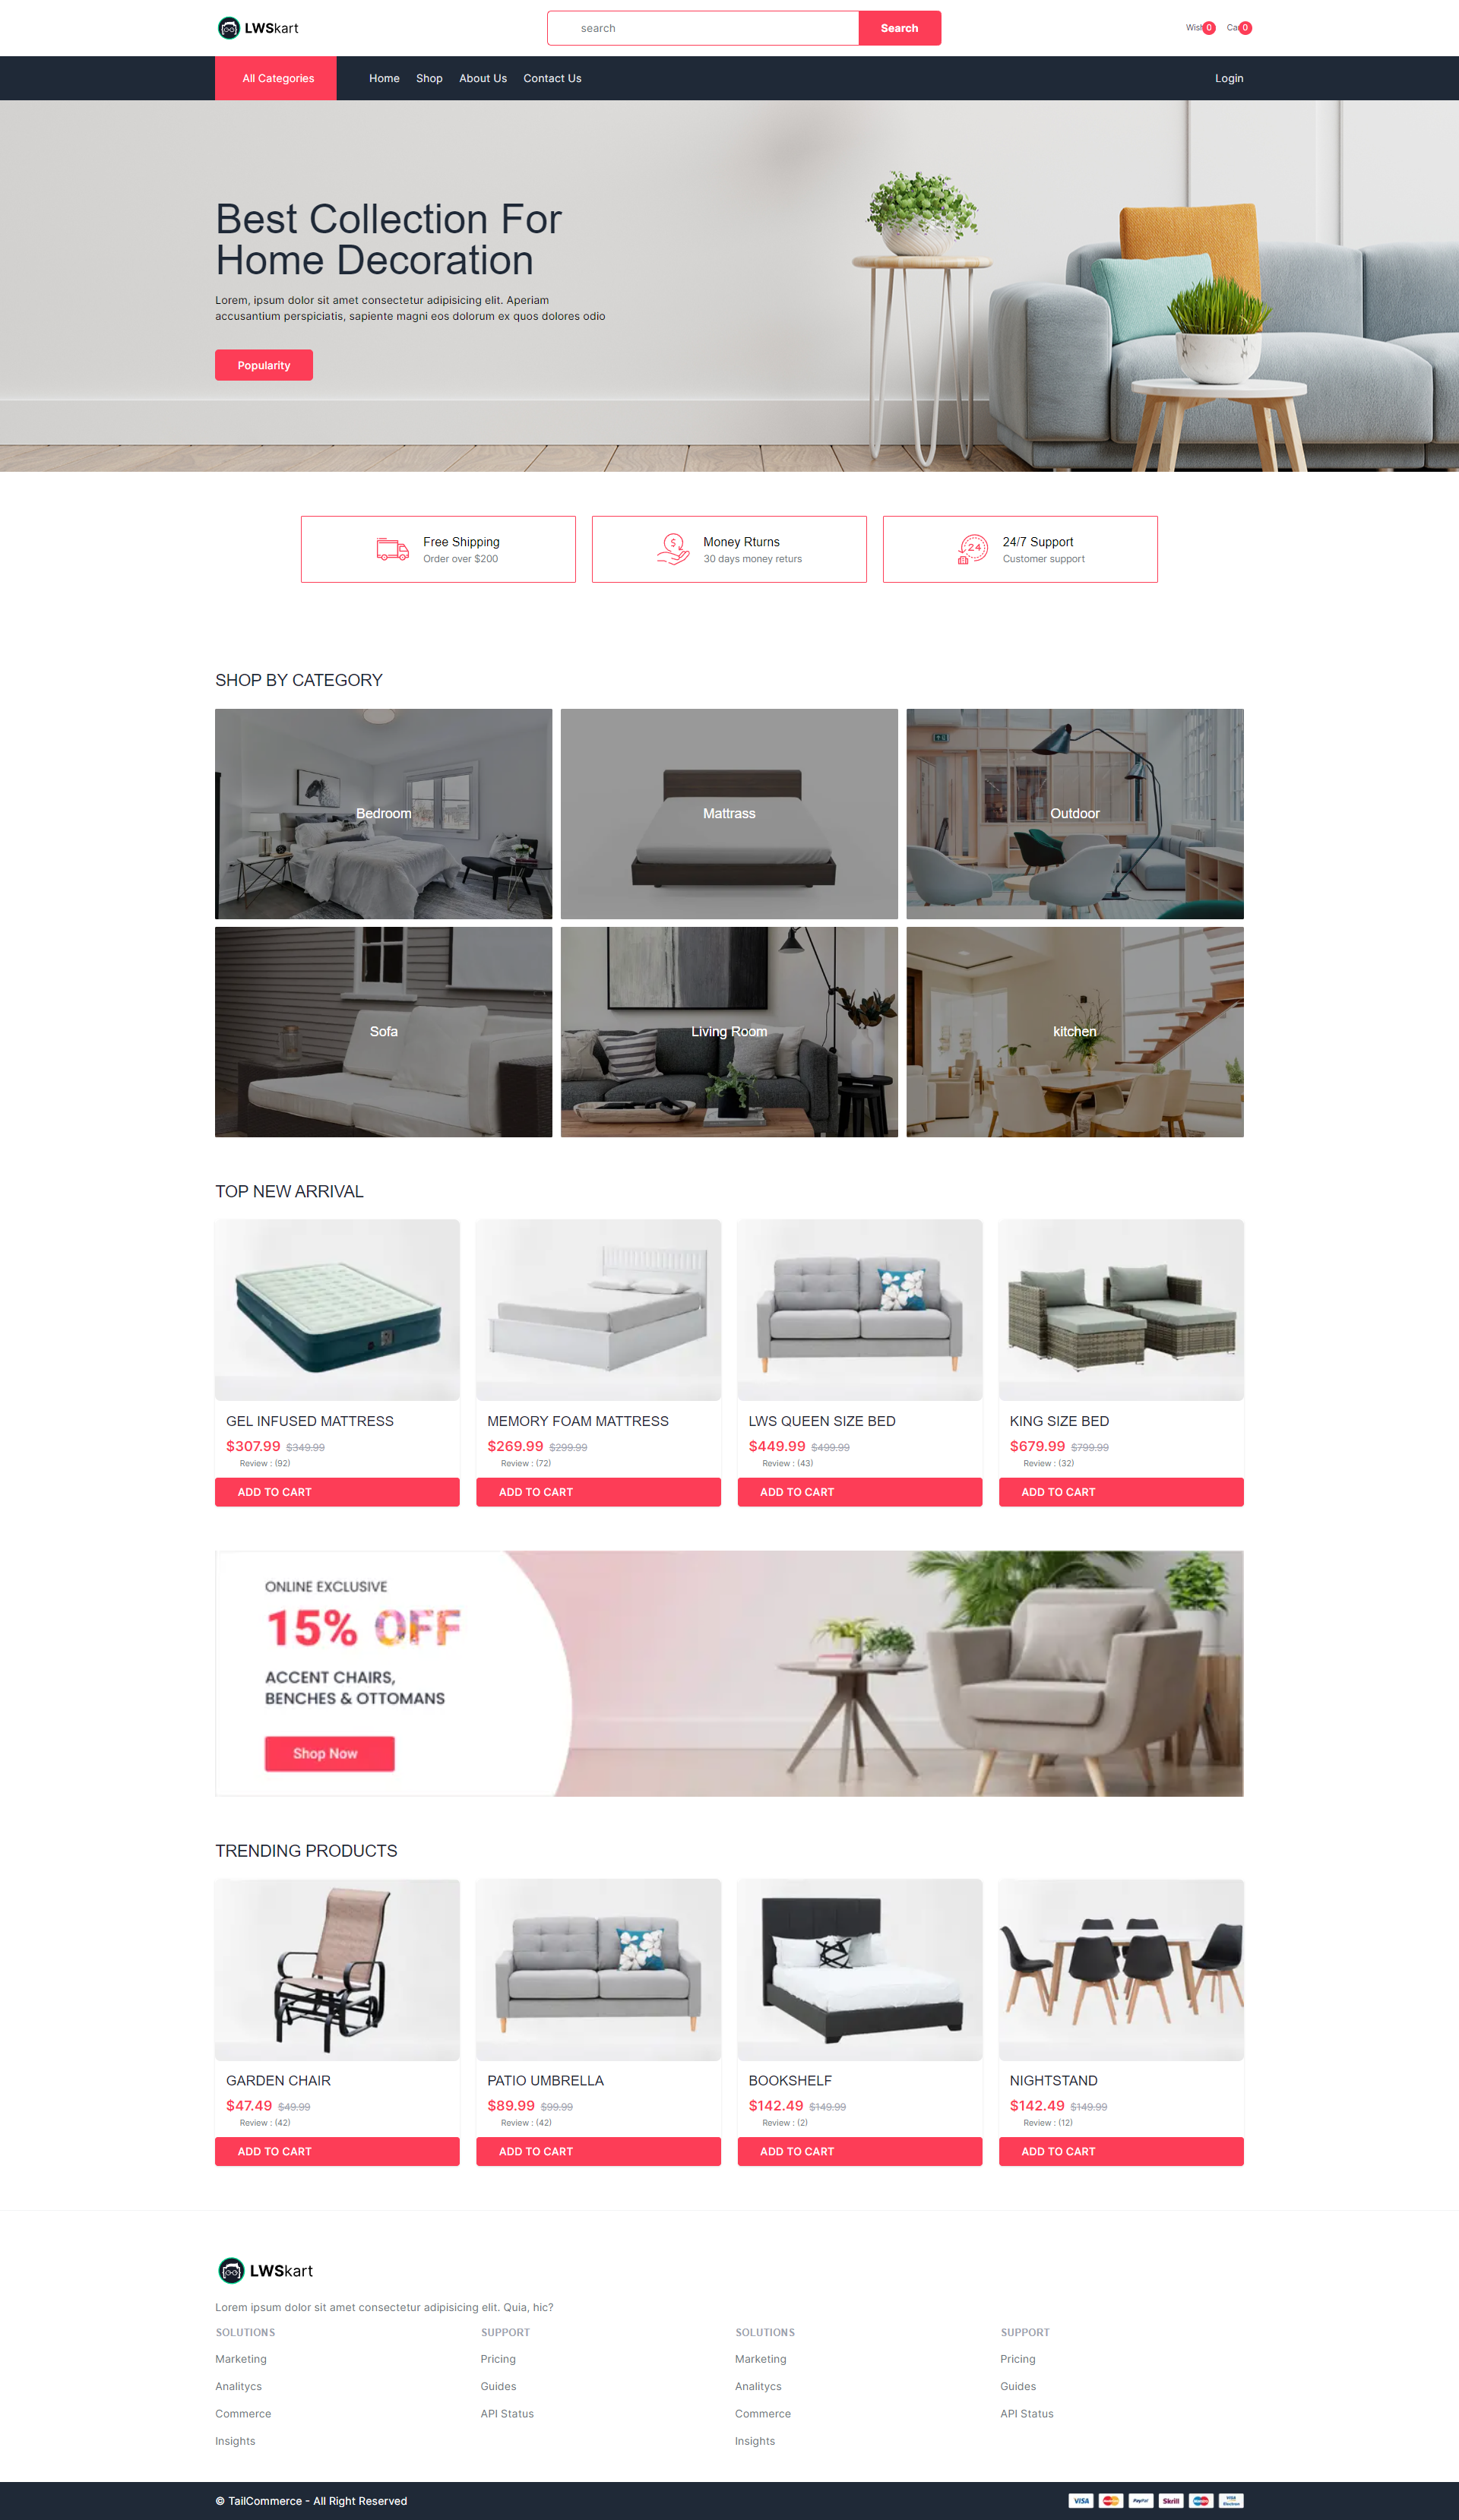 LWSkart
search
Search
Wish 0
Ca 0
All Categories
Home
Shop
About Us
Contact Us
Login
Best Collection For
Home Decoration
Lorem, ipsum dolor sit amet consectetur adipisicing elit. Aperiam
accusantium perspiciatis, sapiente magni eos dolorum ex quos dolores odio
Popularity
Free Shipping
Order over $200
Money Rturns
30 days money returs
24
24/7 Support
Customer support
SHOP BY CATEGORY
Bedroom
Mattrass
Outdoor
Sofa
Living Room
kitchen
TOP NEW ARRIVAL
GEL INFUSED MATTRESS
$307.99 $349.99
Review : (92)
ADD TO CART
MEMORY FOAM MATTRESS
$269.99 $299.99
Review : (72)
ADD TO CART
LWS QUEEN SIZE BED
$449.99 $499.99
Review : (43)
ADD TO CART
KING SIZE BED
$679.99 $799.99
Review : (32)
ADD TO CART
ONLINE EXCLUSIVE
15% OFF
ACCENT CHAIRS,
BENCHES & OTTOMANS
Shop Now
TRENDING PRODUCTS
GARDEN CHAIR
$47.49 $49.99
Review : (42)
ADD TO CART
PATIO UMBRELLA
$89.99 $99.99
Review : (42)
ADD TO CART
BOOKSHELF
$142.49 $149.99
Review : (2)
ADD TO CART
NIGHTSTAND
$142.49 $149.99
Review : (12)
ADD TO CART
LWSkart
Lorem ipsum dolor sit amet consectetur adipisicing elit. Quia, hic?
SOLUTIONS
Marketing
Analitycs
Commerce
Insights
SUPPORT
Pricing
Guides
API Status
SOLUTIONS
Marketing
Analitycs
Commerce
Insights
SUPPORT
Pricing
Guides
API Status
© TailCommerce - All Right Reserved
VISA
PayPal
Skrill
VISA Electron